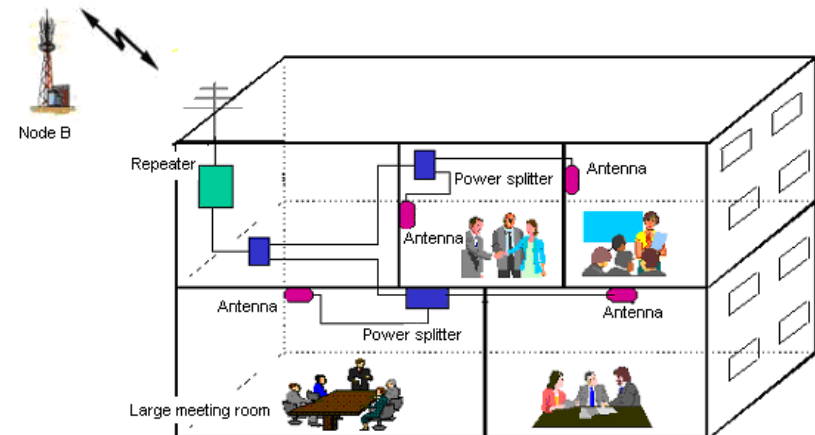 Node B
Repeater
Antenna
Power splitter
Antenna
Antenna
Antenna
Power splitter
Large meeting room